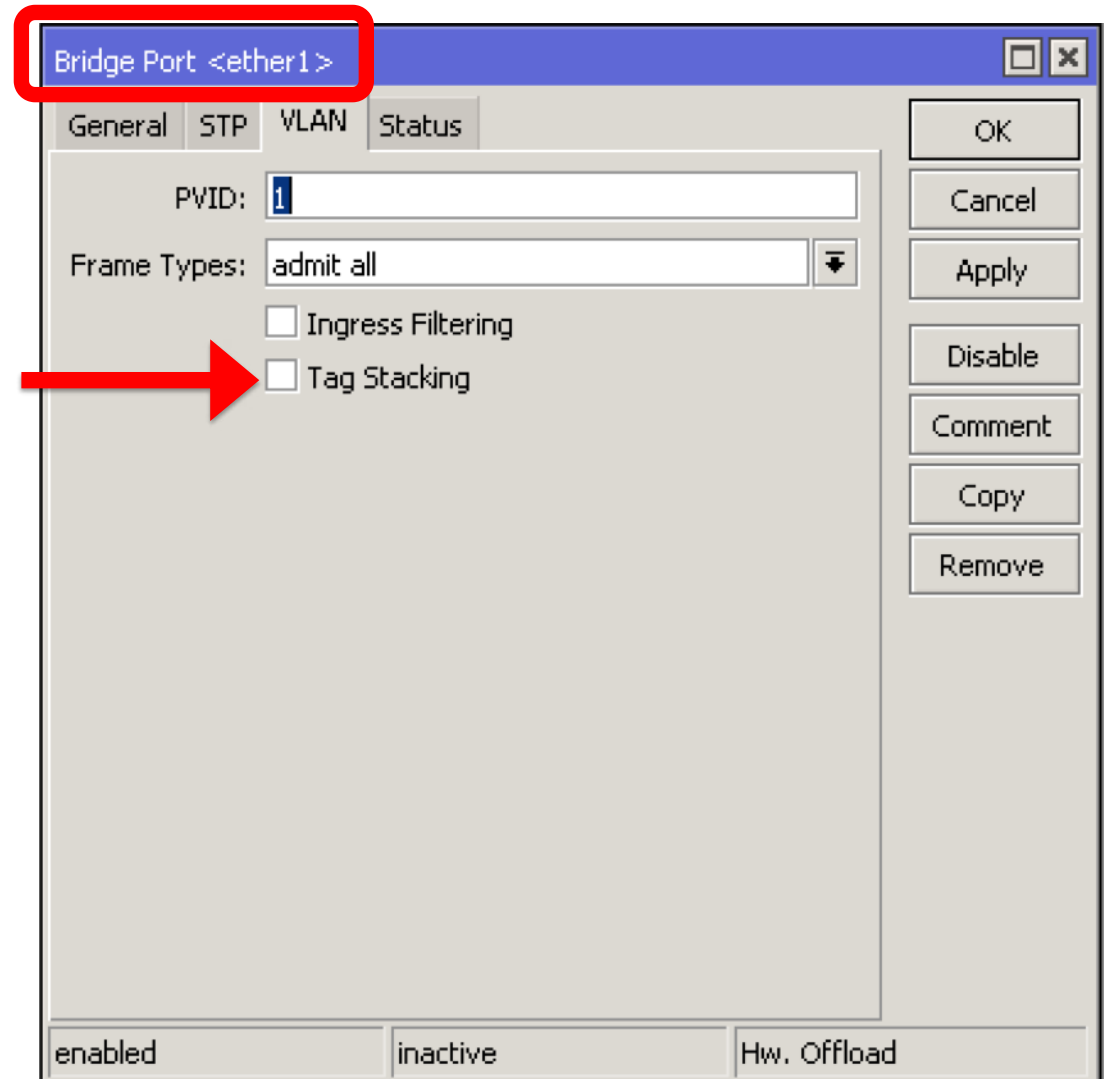 Bridge Port <ether1>
General STP VLAN Status
PVID: 1
Frame Types: admit all
Ingress Filtering
Tag Stacking
OK
Cancel
Apply
Disable
Comment
Copy
Remove
enabled inactive Hw. Offload